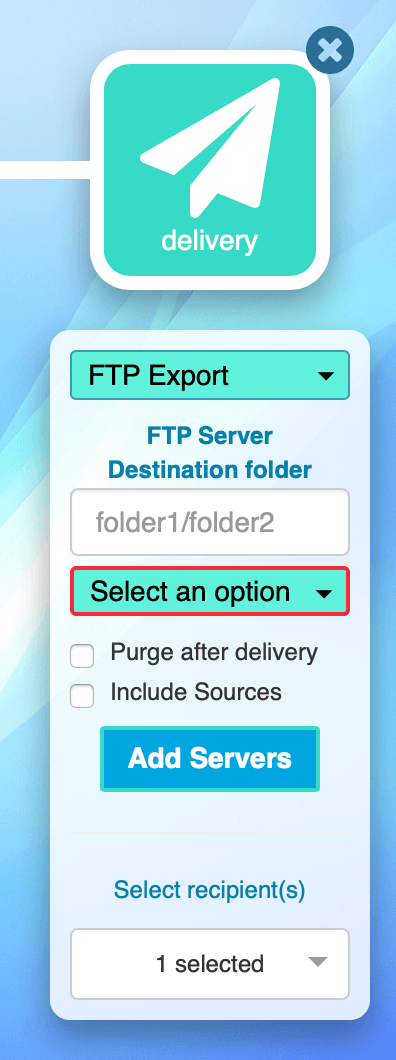 delivery
FTP Export
FTP Server
Destination folder
folder1/folder2
Select an option
Purge after delivery
Include Sources
Add Servers
Select recipient(s)
1 selected